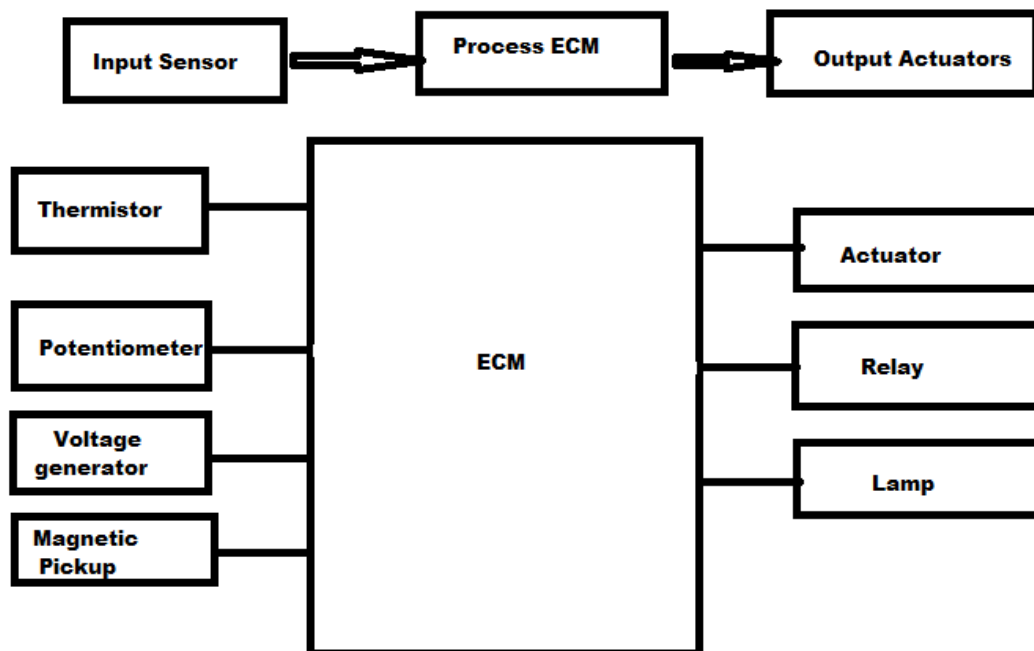 Input Sensor
Process ECM
Output Actuators
Thermistor
Potentiometer
Voltage
generator
Magnetic
Pickup
ECM
Actuator
Relay
Lamp